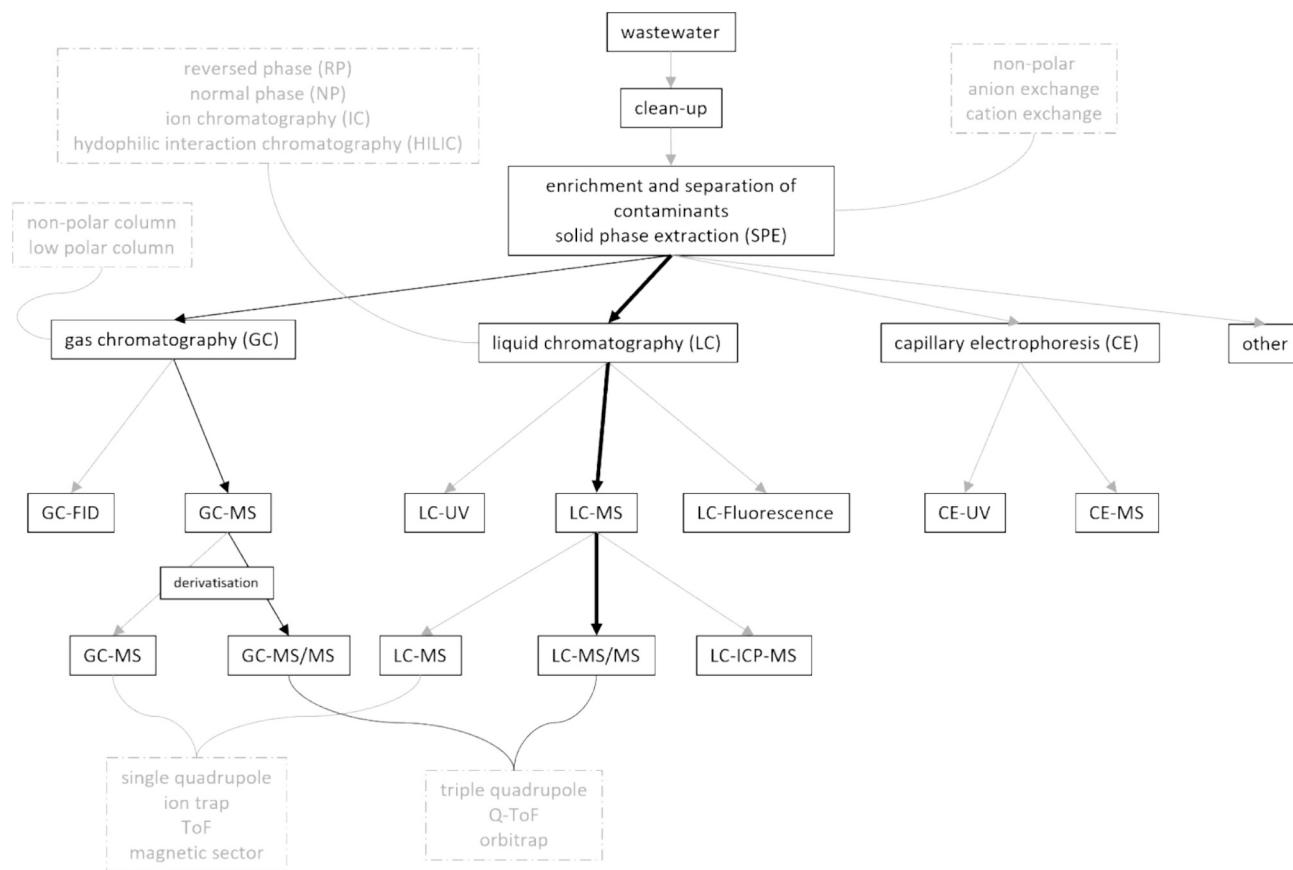 wastewater
reversed phase (RP)
normal phase (NP)
ion chromatography (IC)
hydophilic interaction chromatography (HILIC)
non-polar
anion exchange
cation exchange
clean-up
enrichment and separation of
contaminants
solid phase extraction (SPE)
non-polar column
low polar column
gas chromatography (GC)
liquid chromatography (LC)
capillary electrophoresis (CE)
other
GC-FID
GC-MS
LC-UV
LC-MS
LC-Fluorescence
CE-UV
CE-MS
derivatisation
GC-MS
GC-MS/MS
LC-MS
LC-MS/MS
LC-ICP-MS
single quadrupole
ion trap
ToF
magnetic sector
triple quadrupole
Q-ToF
orbitrap